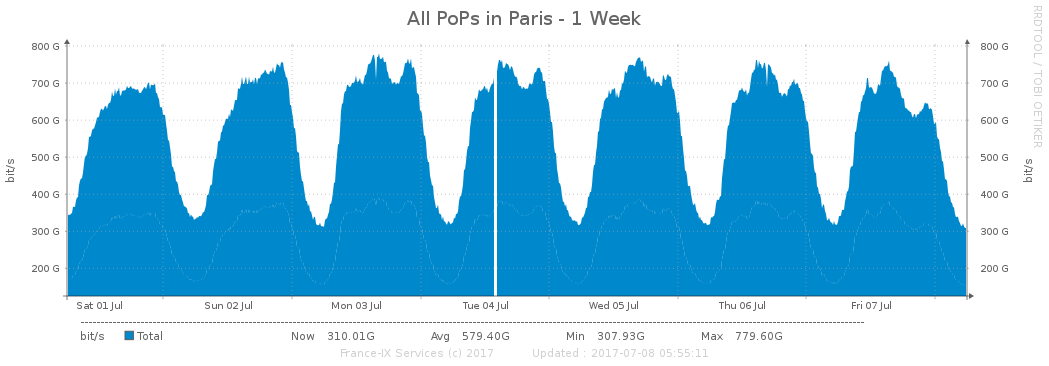 All PoPs in Paris - 1 Week
RRDTOOL / TOBI OETIKER
bit/s
800 G
700 G
600 G
500 G
400 G
300 G
200 G
800 G
700 G
600 G
500 G
400 G
300 G
200 G
bit/s
Sat 01 Jul Sun 02 Jul Mon 03 Jul Tue 04 Jul Wed 05 Jul Thu 06 Jul Fri 07 Jul
bit/s Total Now 310.01G Avg 579.40G Min 307.93G Max 779.60G
France-IX Services (c) 2017 Updated : 2017-07-08 05:55:11